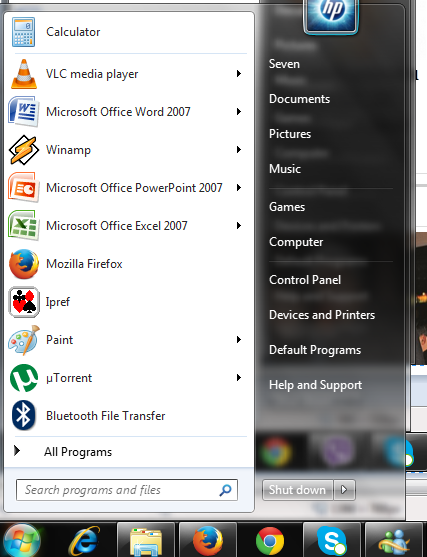 hp
Calculator
VLC media player
Microsoft Office Word 2007
Winamp
Microsoft Office PowerPoint 2007
Microsoft Office Excel 2007
Mozilla Firefox
Ipref
Paint
µTorrent
Bluetooth File Transfer
All Programs
Search programs and files
Seven
Documents
Pictures
Music
Games
Computer
Control Panel
Devices and Printers
Default Programs
Help and Support
Shut down